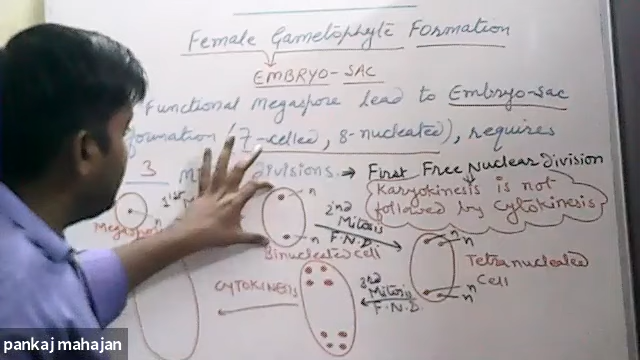 Female Gametophyte Formation
EMBRYO-SAC
Functional Megaspore lead to Embryo-Sac
formation (7-celled, 8-nucleated), requires
3 divisions → First Free Nuclear division
Karyokinesis is not
followed by Cytokinesis
n
n
1st
2nd
Mitosis
F.N.D
n
n
n
n
Binucleated Cell
Tetranucleated
Cell
CYTOKINESIS
3rd
Mitosis
F.N.D
pankaj mahajan